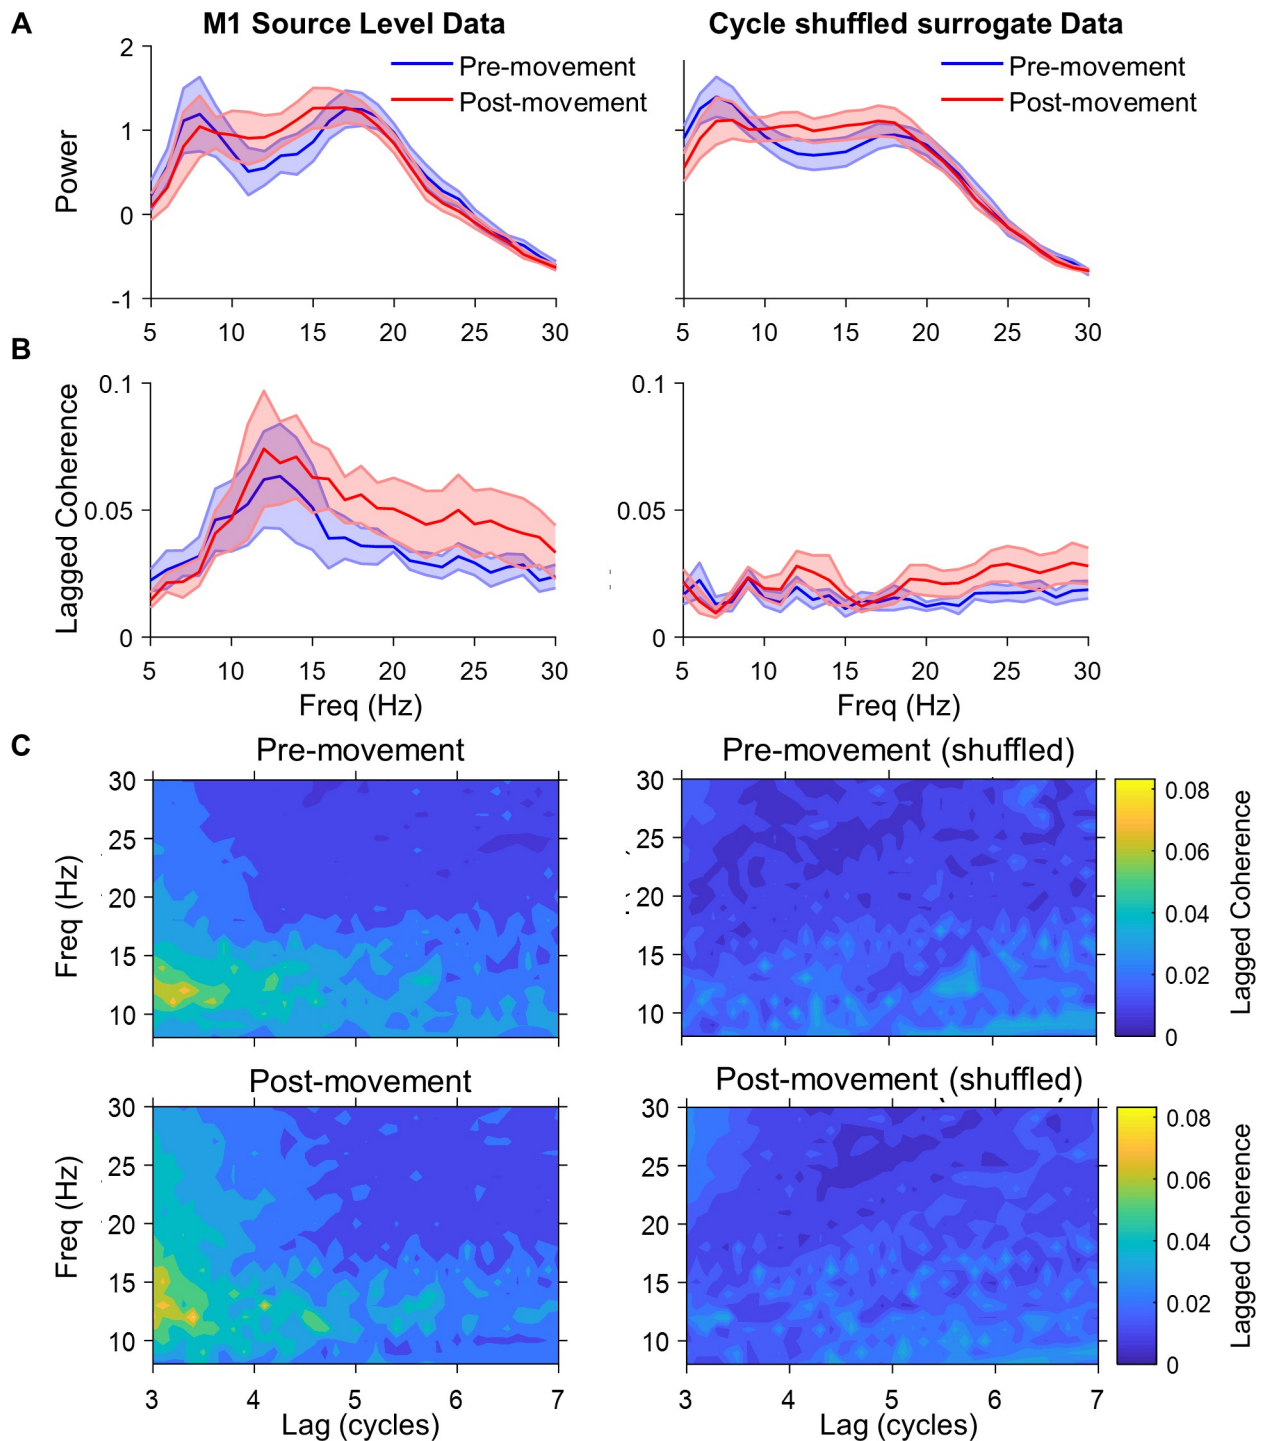 A
M1 Source Level Data
Cycle shuffled surrogate Data
Pre-movement
Post-movement
Pre-movement
Post-movement
Power
2
1
0
-1
5 10 15 20 25 30
5 10 15 20 25 30
B
Lagged Coherence
0.1
0.05
0
0.1
0.05
0
5 10 15 20 25 30
5 10 15 20 25 30
Freq (Hz)
Freq (Hz)
C
Pre-movement
Pre-movement (shuffled)
Freq (Hz)
30
25
20
15
10
30
25
20
15
10
0.08
0.06
0.04
0.02
0
Lagged Coherence
Post-movement
Post-movement (shuffled)
Freq (Hz)
30
25
20
15
10
30
25
20
15
10
0.08
0.06
0.04
0.02
0
Lagged Coherence
3 4 5 6 7
3 4 5 6 7
Lag (cycles)
Lag (cycles)